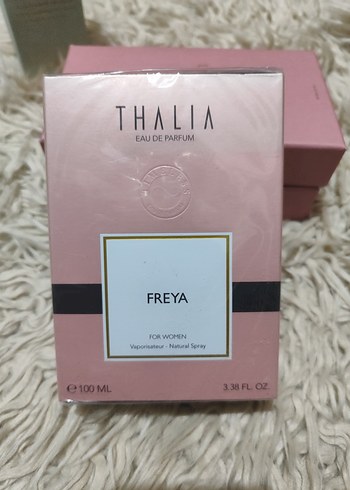 THALIA
EAU DE PARFUM
FREYA
FOR WOMEN
Vaporisateur - Natural Spray
℮ 100 ML
3.38 FL. OZ.